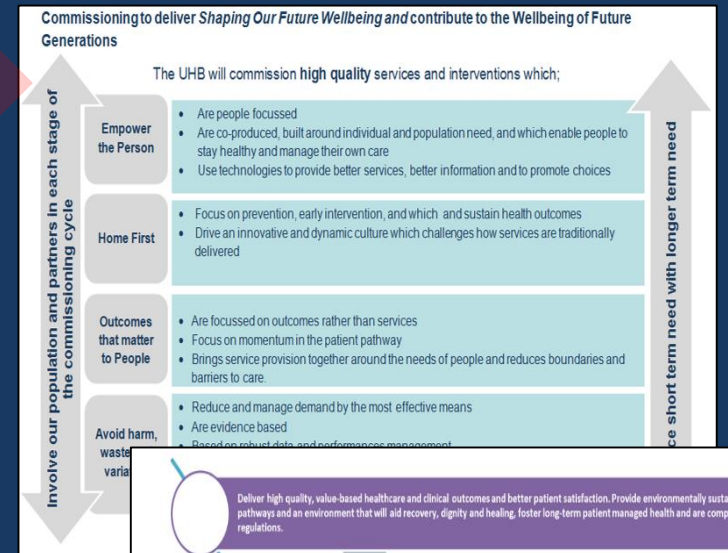 Commissioning to deliver Shaping Our Future Wellbeing and contribute to the Wellbeing of Future
Generations
The UHB will commission high quality services and interventions which;
Involve our population and partners in each stage of
the commissioning cycle
Empower
the Person
• Are people focussed
• Are co-produced, built around individual and population need, and which enable people to
stay healthy and manage their own care
• Use technologies to provide better services, better information and to promote choices
Home First
• Focus on prevention, early intervention, and which and sustain health outcomes
• Drive an innovative and dynamic culture which challenges how services are traditionally
delivered
Outcomes
that matter
to People
• Are focussed on outcomes rather than services
• Focus on momentum in the patient pathway
• Brings service provision together around the needs of people and reduces boundaries and
barriers to care.
Avoid harm,
waste
varia
• Reduce and manage demand by the most effective means
• Are evidence based
• Based on robust data and performances management
ce short term need with longer term need
Deliver high quality, value-based healthcare and clinical outcomes and better patient satisfaction. Provide environmentally susta
pathways and an environment that will aid recovery, dignity and healing, foster long-term patient managed health and are comp
regulations.